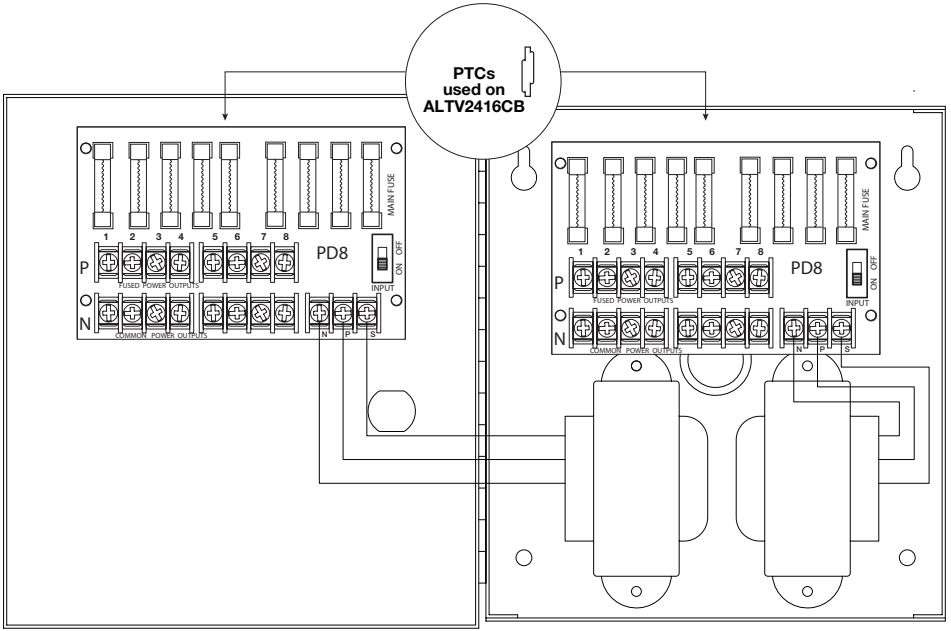 PTCs
used on
ALTV2416CB
MAIN FUSE
1 2 3 4 5 6 7 8
P
PD8
ON OFF
FUSED POWER OUTPUTS
INPUT
N
COMMON POWER OUTPUTS
N P S
MAIN FUSE
1 2 3 4 5 6 7 8
P
PD8
ON OFF
FUSED POWER OUTPUTS
INPUT
N
COMMON POWER OUTPUTS
N P S